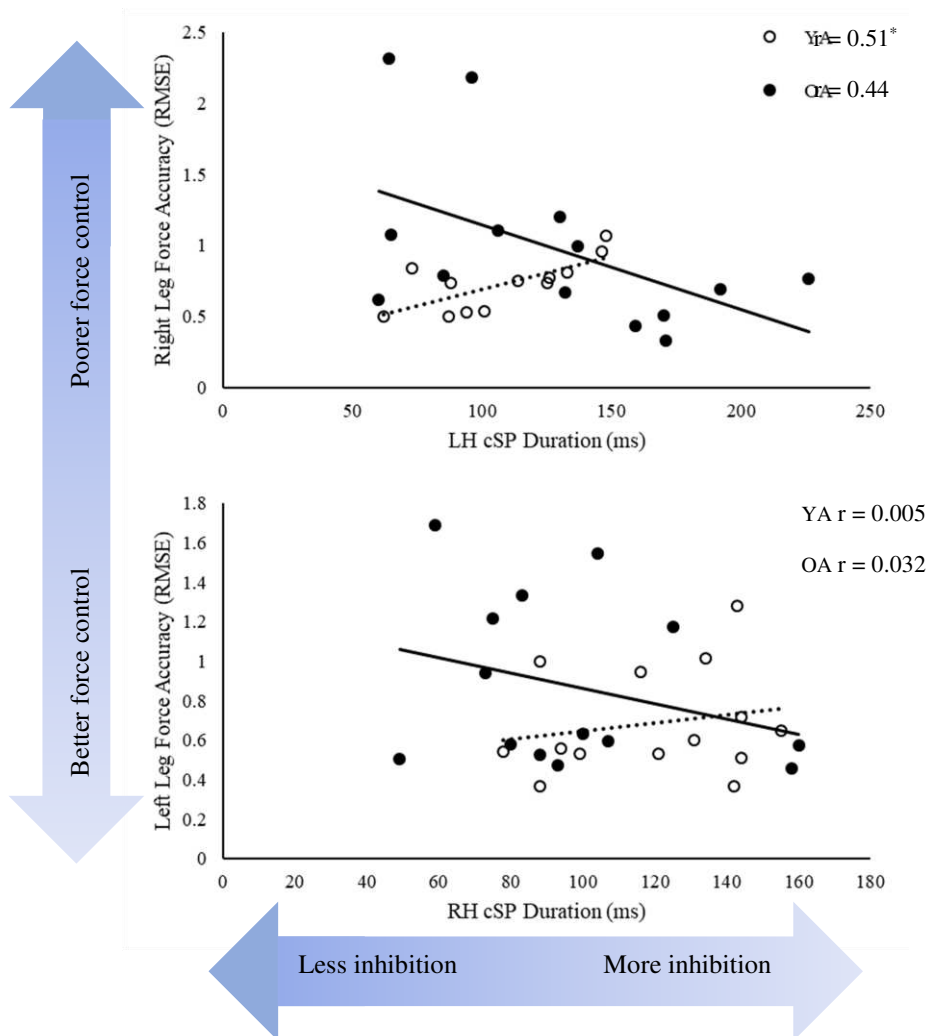 2.5
2
1.5
1
0.5
0
0
50
100
150
200
250
Right Leg Force Accuracy (RMSE)
LH cSP Duration (ms)
r = 0.51*
r = 0.44
Poorer force control
Better force control
1.8
1.6
1.4
1.2
1
0.8
0.6
0.4
0.2
0
0
20
40
60
80
100
120
140
160
180
Left Leg Force Accuracy (RMSE)
RH cSP Duration (ms)
YA r = 0.005
OA r = 0.032
Less inhibition
More inhibition